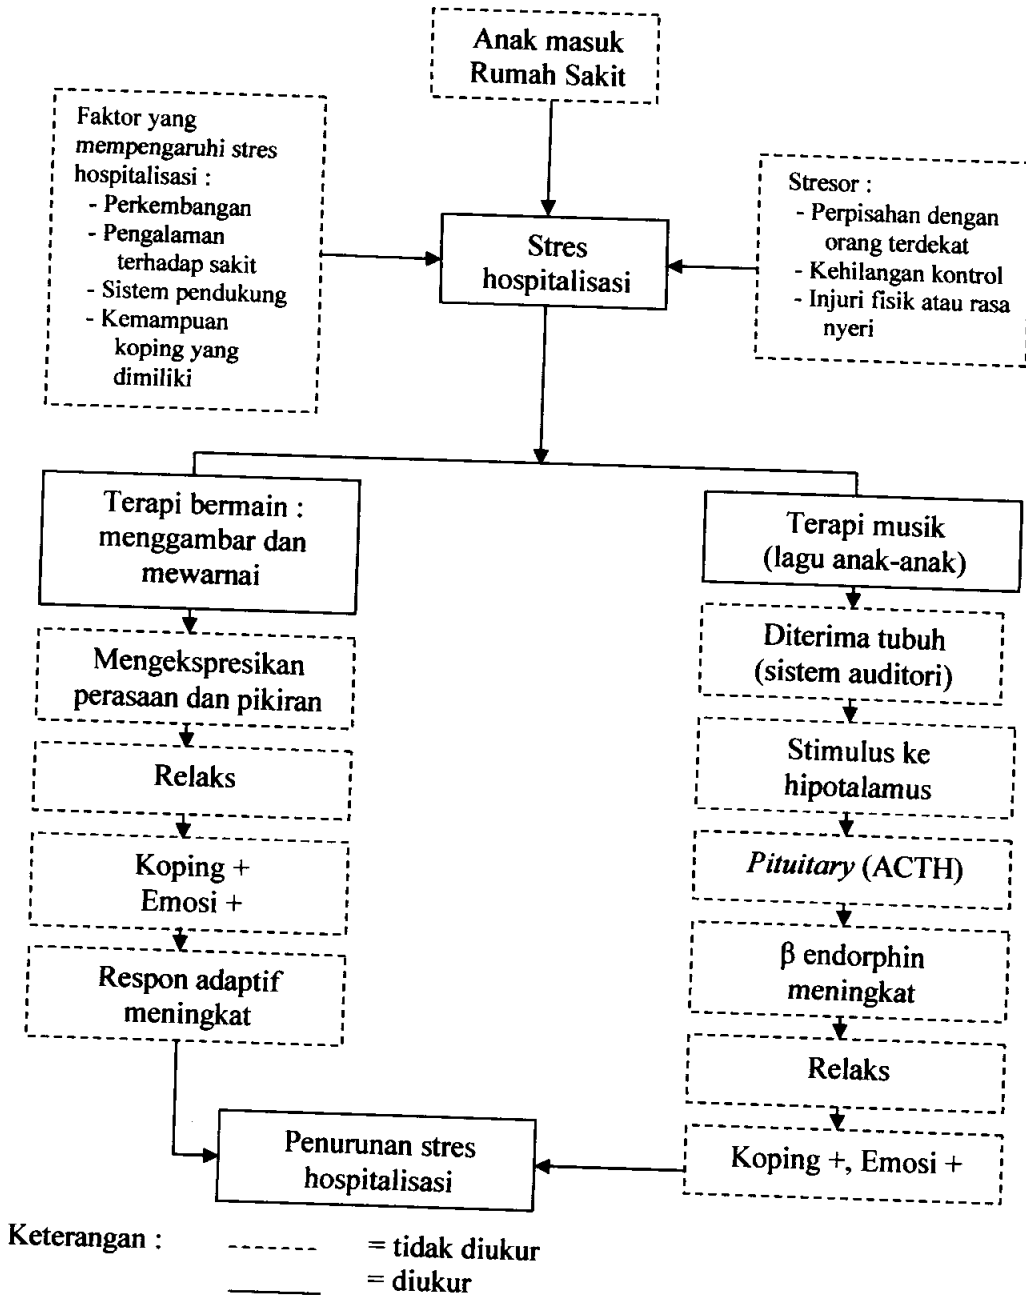 Anak masuk
Rumah Sakit
Faktor yang
mempengaruhi stres
hospitalisasi :
- Perkembangan
- Pengalaman
terhadap sakit
- Sistem pendukung
- Kemampuan
koping yang
dimiliki
Stres
hospitalisasi
Stresor :
- Perpisahan dengan
orang terdekat
- Kehilangan kontrol
- Injuri fisik atau rasa
nyeri
Terapi bermain :
menggambar dan
mewarnai
Mengekspresikan
perasaan dan pikiran
Relaks
Koping +
Emosi +
Respon adaptif
meningkat
Terapi musik
(lagu anak-anak)
Diterima tubuh
(sistem auditori)
Stimulus ke
hipotalamus
Pituitary (ACTH)
β endorphin
meningkat
Relaks
Koping +, Emosi +
Penurunan stres
hospitalisasi
Keterangan :
= tidak diukur
= diukur